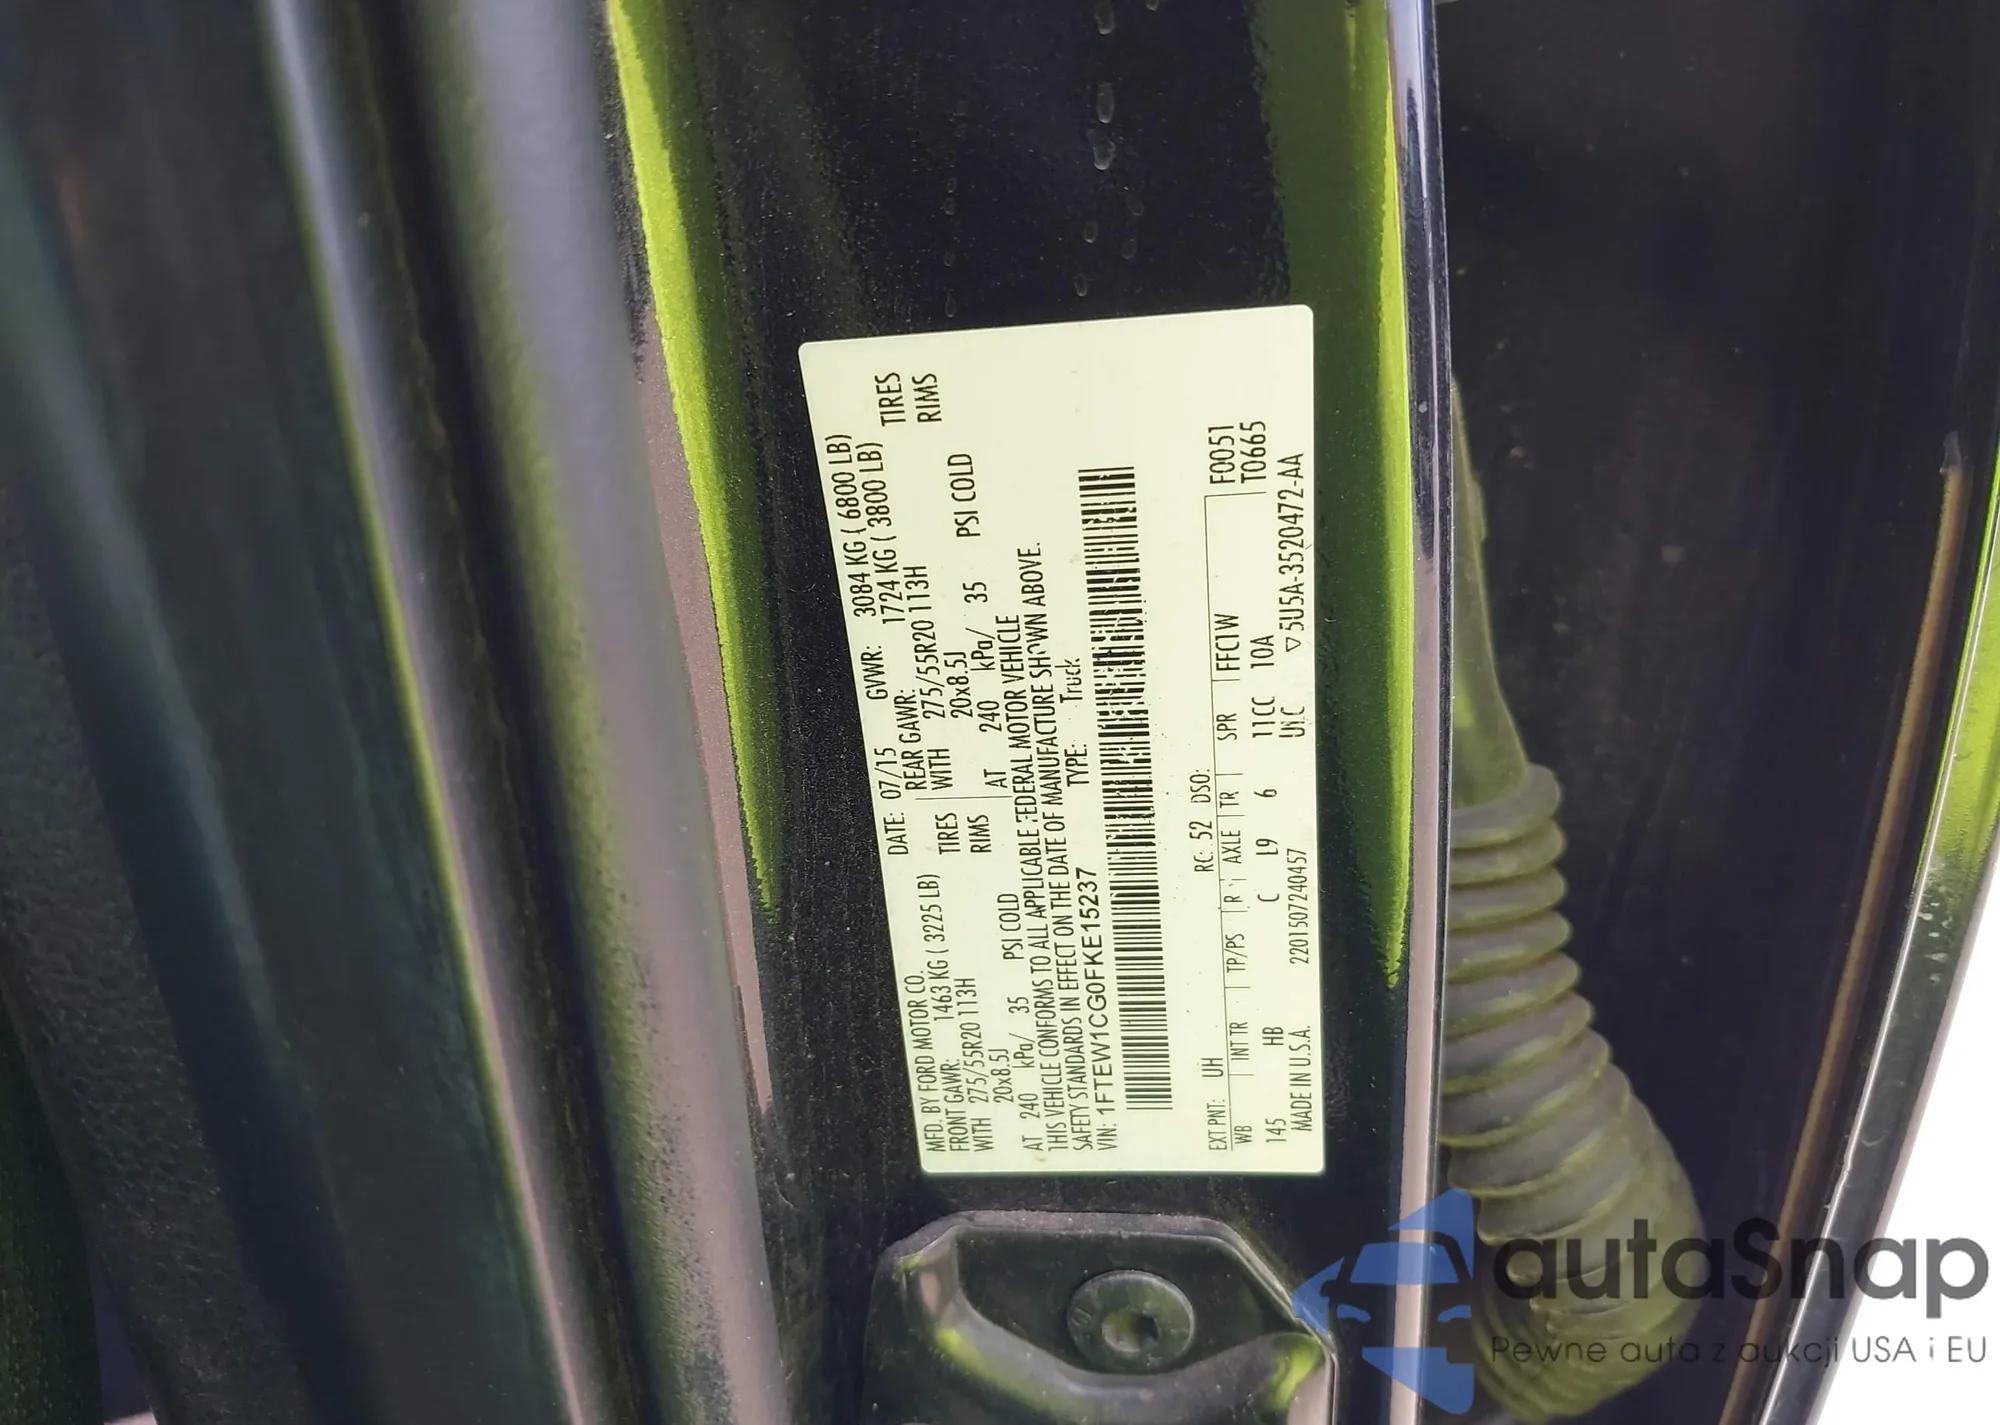 MFD. BY FORD MOTOR CO.
DATE: 07/15 GVWR: 3084 KG ( 6800 LB)
FRONT GAWR: 1463 KG ( 3225 LB) REAR GAWR: 1724 KG ( 3800 LB)
WITH 275/55R20 113H TIRES WITH 275/55R20 113H TIRES
20x8.5J RIMS 20x8.5J RIMS
AT 240 kPa/ 35 PSI COLD AT 240 kPa/ 35 PSI COLD
THIS VEHICLE CONFORMS TO ALL APPLICABLE FEDERAL MOTOR VEHICLE
SAFETY STANDARDS IN EFFECT ON THE DATE OF MANUFACTURE SHOWN ABOVE.
VIN: 1FTEW1CG0FKE15237 TYPE: Truck
EXT PNT: UH RC: 52 DSO: F0051
WB INT TR TP/PS R AXLE TR SPR FFC1W T0665
145 HB C L9 6 11CC 10A
MADE IN U.S.A. 220150724​0457 ▽5U5A-3520472-AA
autaSnap
Pewne auta z aukcji USA i EU